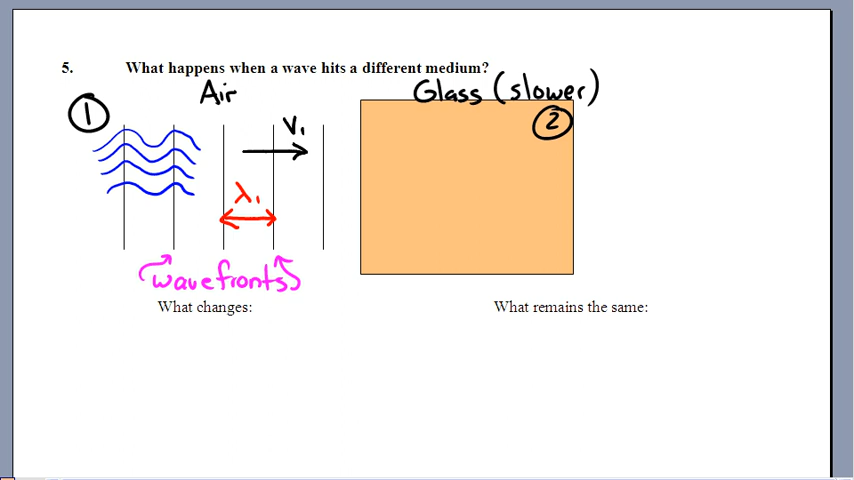 5. What happens when a wave hits a different medium?
Air
Glass (slower)
1
2
V₁
λ₁
wavefronts
What changes:
What remains the same: